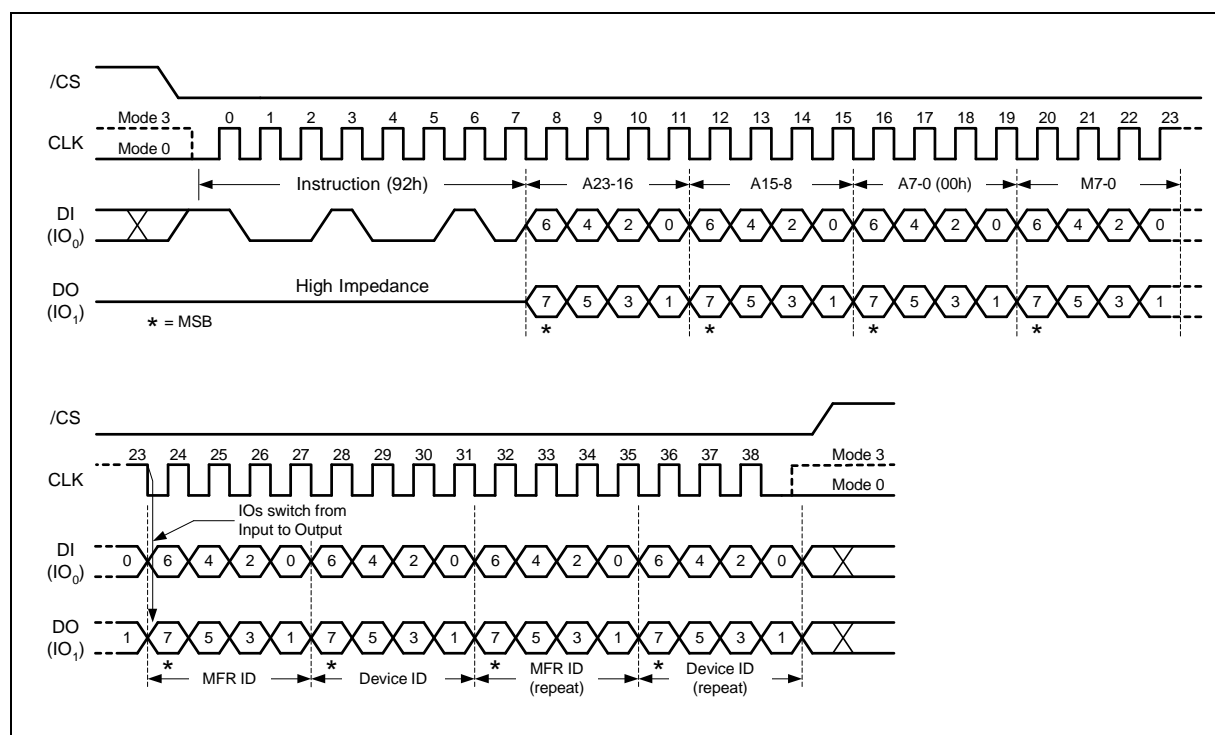 /CS
Mode 3 0 1 2 3 4 5 6 7 8 9 10 11 12 13 14 15 16 17 18 19 20 21 22 23
CLK
Mode 0
Instruction (92h) A23-16 A15-8 A7-0 (00h) M7-0
DI
(IO0) 6 4 2 0 6 4 2 0 6 4 2 0 6 4 2 0
High Impedance
DO
(IO1) 7 5 3 1 7 5 3 1 7 5 3 1 7 5 3 1
* = MSB * * * *
/CS
23 24 25 26 27 28 29 30 31 32 33 34 35 36 37 38 Mode 3
CLK
Mode 0
IOs switch from
Input to Output
DI
(IO0) 0 6 4 2 0 6 4 2 0 6 4 2 0 6 4 2 0
DO
(IO1) 1 7 5 3 1 7 5 3 1 7 5 3 1 7 5 3 1
* * * *
MFR ID Device ID MFR ID
(repeat) Device ID
(repeat)